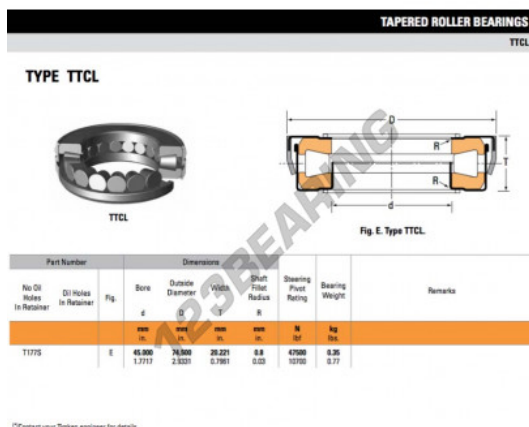 TAPERED ROLLER BEARINGS
TTCL
TYPE TTCL
D
R
T
R
d
TTCL
Fig. E. Type TTCL.
123BEARING
Part Number Dimensions
No Oil Holes In Retainer Oil Holes In Retainer Fig. Bore Outside Diameter Width Shaft Fillet Radius Steering Pivot Rating Bearing Weight Remarks
d D T R
mm mm mm mm N kg
in. in. in. in. lbf lbs.
T177S E 45.000 74.500 20.221 0.8 47500 0.35
1.7717 2.9331 0.7961 0.03 10700 0.77